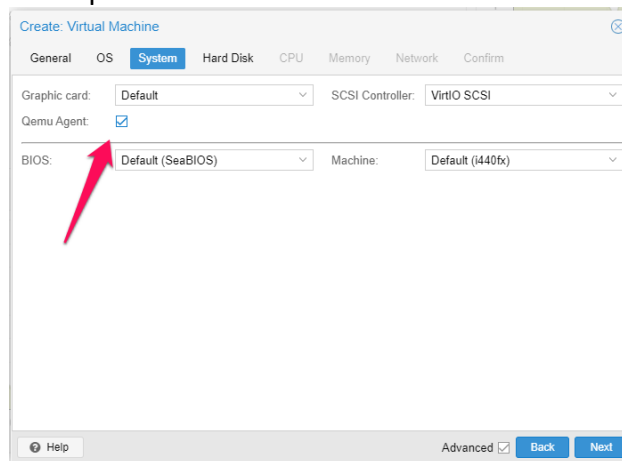 Create: Virtual Machine
General OS System Hard Disk CPU Memory Network Confirm
Graphic card: Default SCSI Controller: VirtIO SCSI
Qemu Agent:
BIOS: Default (SeaBIOS) Machine: Default (i440fx)
Help Advanced Back Next